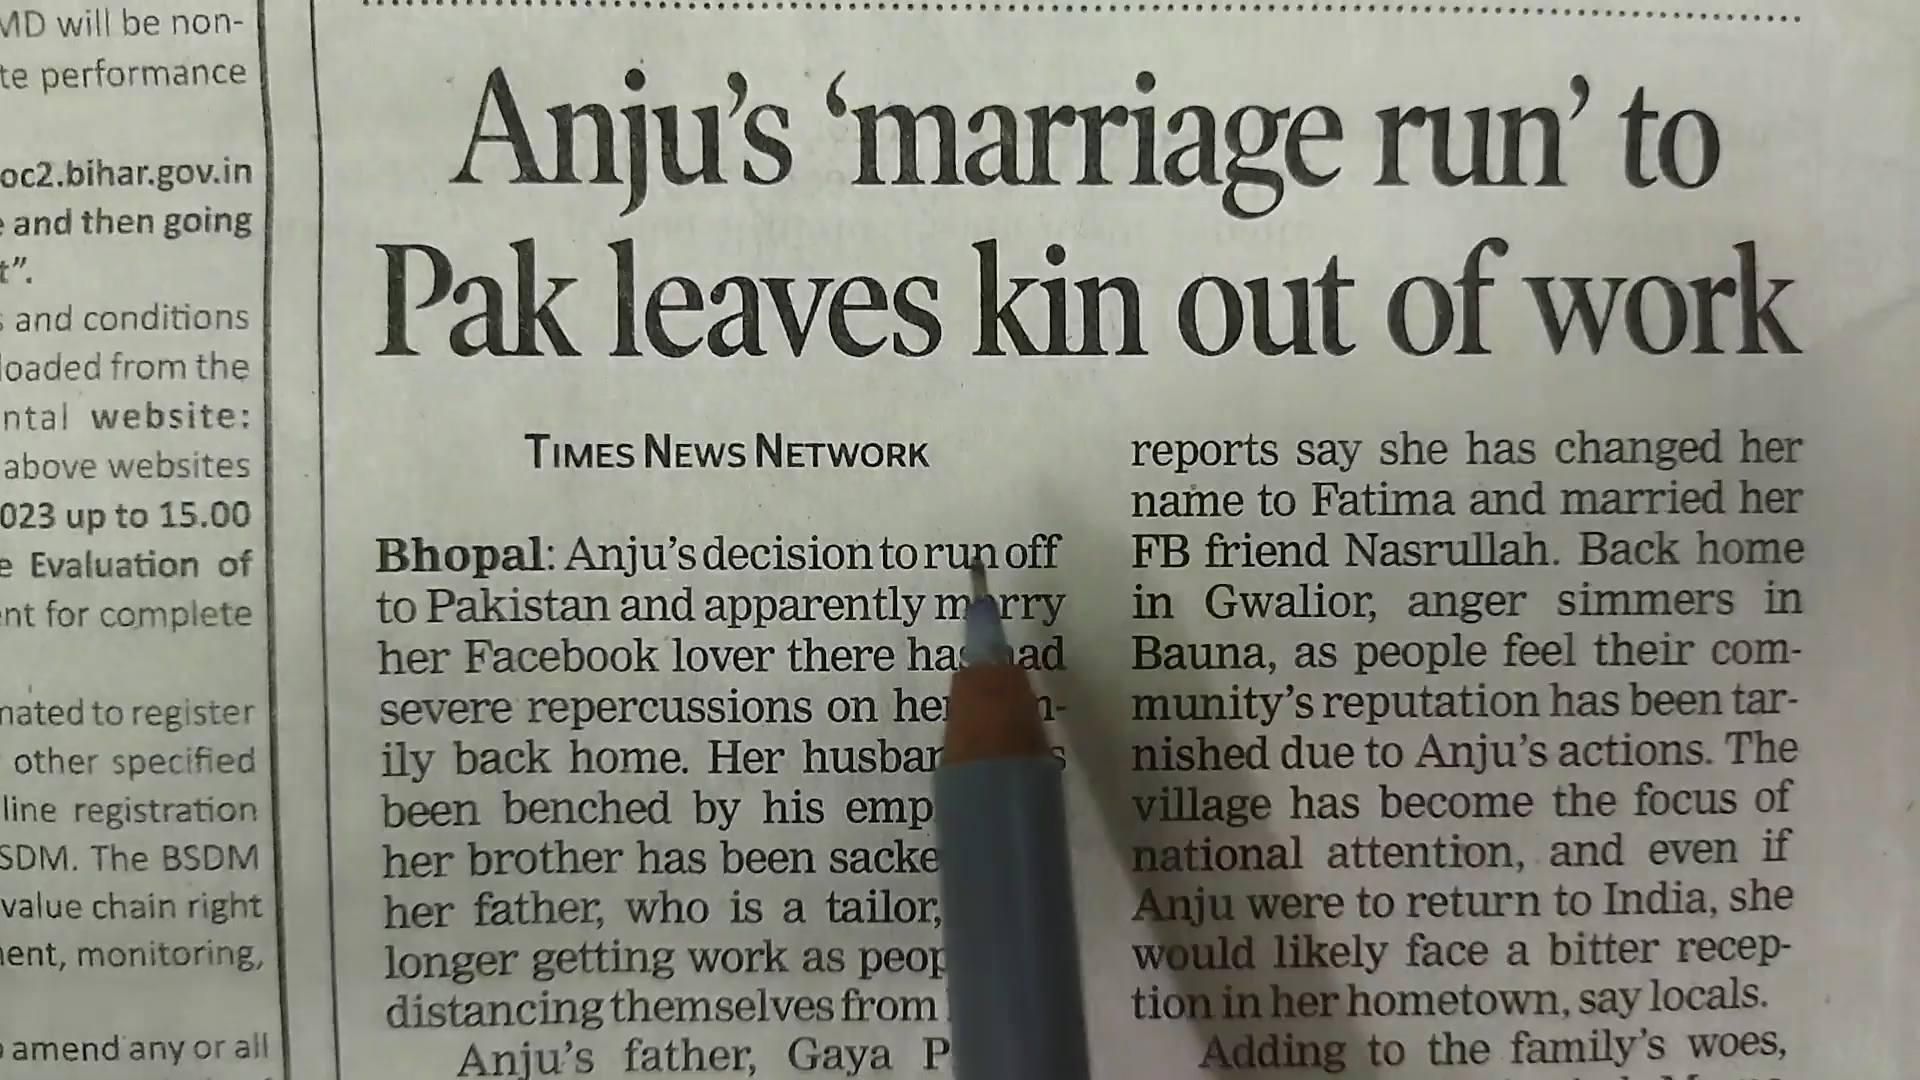 MD will be non-
te performance
oc2.bihar.gov.in
and then going
t”.
and conditions
loaded from the
ntal website:
above websites
023 up to 15.00
e Evaluation of
nt for complete
nated to register
other specified
line registration
SDM. The BSDM
value chain right
ent, monitoring,
amend any or all
Anju’s ‘marriage run’ to
Pak leaves kin out of work
TIMES NEWS NETWORK
Bhopal: Anju’s decision to run off
to Pakistan and apparently marry
her Facebook lover there has had
severe repercussions on her
ily back home. Her
been benched by his
her brother has been
her father, who is a tailor,
longer getting work as
distancing themselves from
Anju’s father, Gaya
reports say she has changed her
name to Fatima and married her
FB friend Nasrullah. Back home
in Gwalior, anger simmers in
Bauna, as people feel their com-
munity’s reputation has been tar-
nished due to Anju’s actions. The
village has become the focus of
national attention, and even if
Anju were to return to India, she
would likely face a bitter recep-
tion in her hometown, say locals.
Adding to the family’s woes,